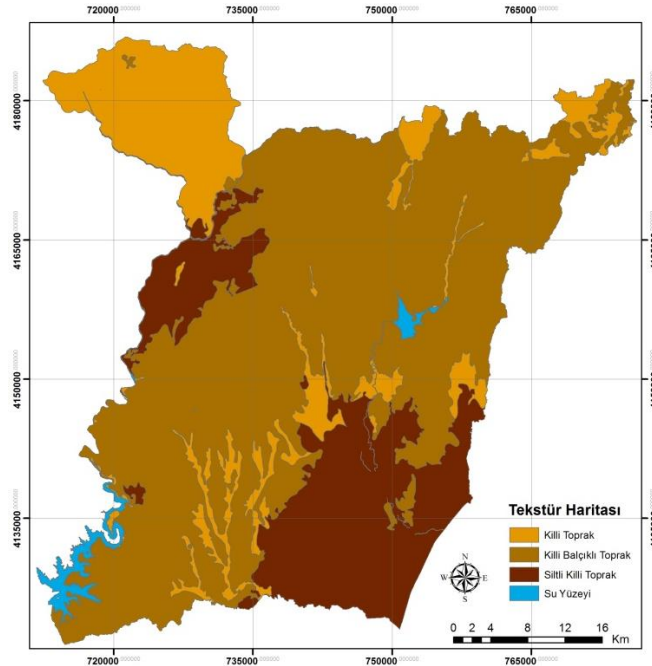 720000 735000 750000 765000
4180000
4165000
4150000
4135000
Tekstür Haritası
Killi Toprak
Killi Balçıklı Toprak
Siltli Killi Toprak
Su Yüzeyi
N
W E
S
0 2 4 8 12 16
Km
720000 735000 750000 765000